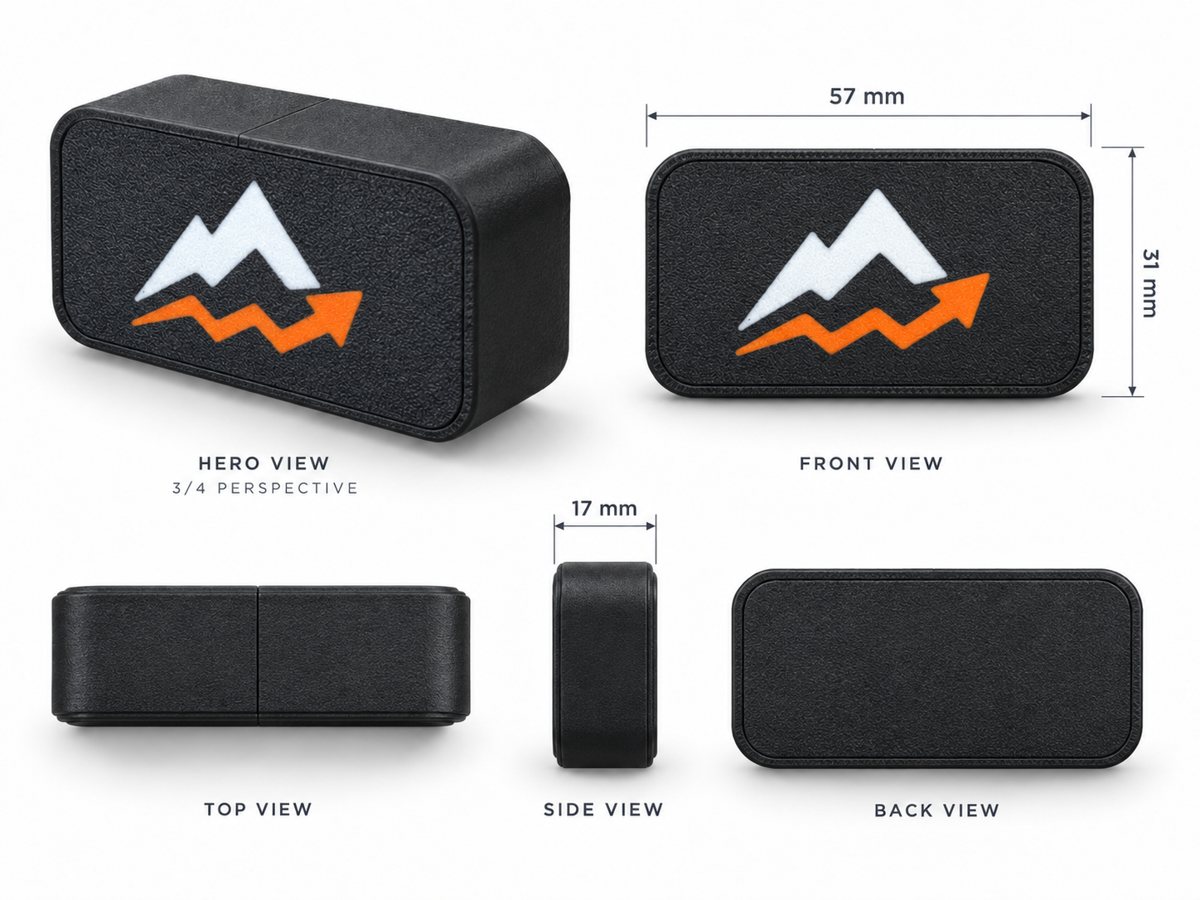 57 mm
31 mm
HERO VIEW
3/4 PERSPECTIVE
FRONT VIEW
17 mm
TOP VIEW
SIDE VIEW
BACK VIEW